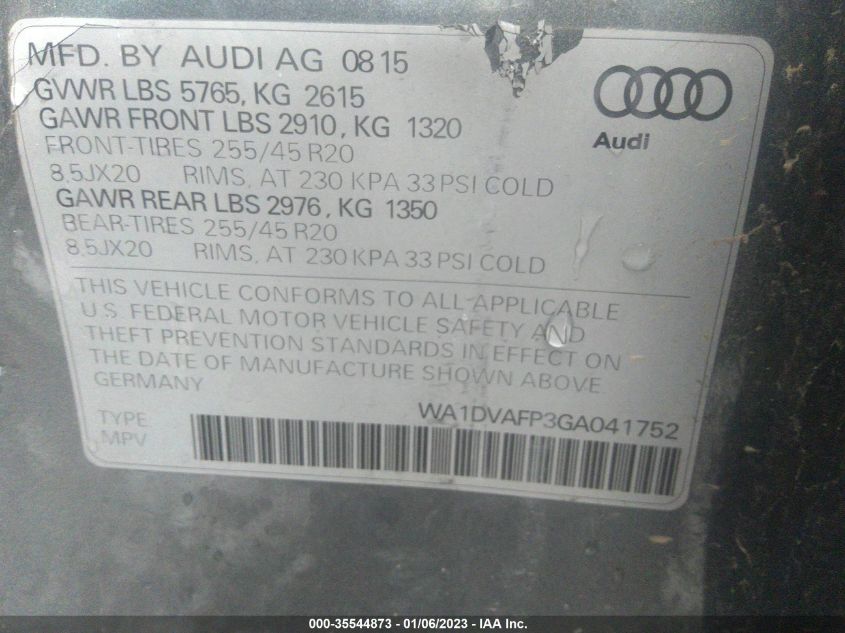 MFD. BY AUDI AG 08 15
GVWR LBS 5765, KG 2615
GAWR FRONT LBS 2910, KG 1320
FRONT-TIRES 255/45 R20
8.5JX20 RIMS, AT 230 KPA 33 PSI COLD
GAWR REAR LBS 2976, KG 1350
BEAR-TIRES 255/45 R20
8.5JX20 RIMS, AT 230 KPA 33 PSI COLD
Audi
THIS VEHICLE CONFORMS TO ALL APPLICABLE
U.S. FEDERAL MOTOR VEHICLE SAFETY AND
THEFT PREVENTION STANDARDS IN EFFECT ON
THE DATE OF MANUFACTURE SHOWN ABOVE
GERMANY
WA1DVAFP3GA041752
TYPE
MPV
000-35544873 - 01/06/2023 - IAA Inc.